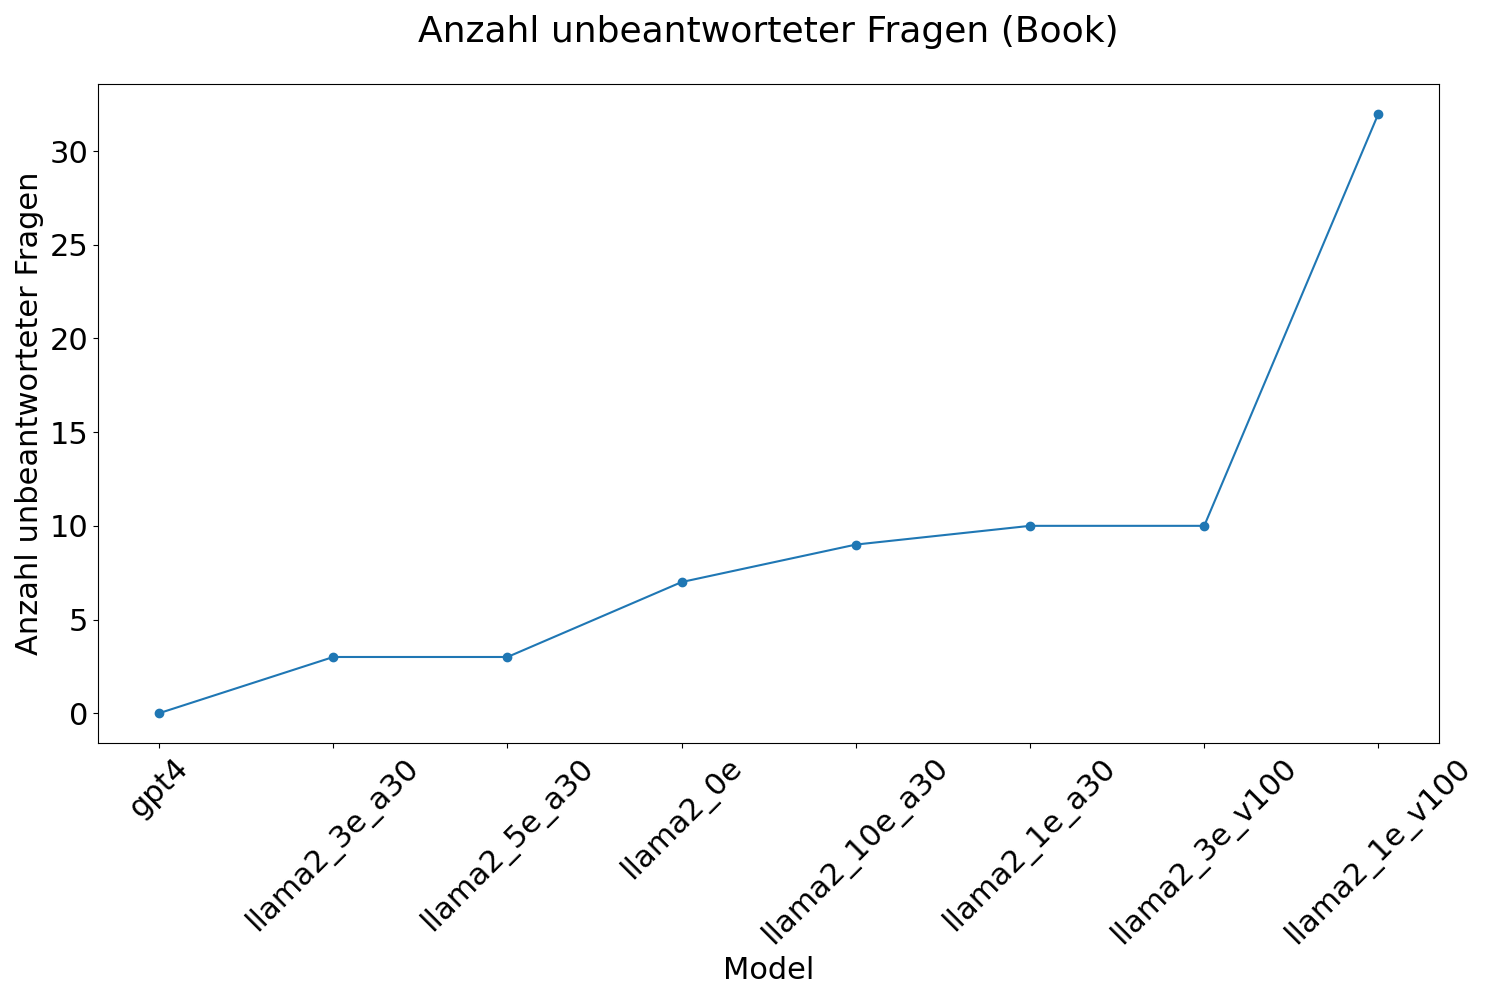 Anzahl unbeantworteter Fragen (Book)
Anzahl unbeantworteter Fragen
30
25
20
15
10
5
0
gpt4
llama2_3e_a30
llama2_5e_a30
llama2_0e
llama2_10e_a30
llama2_1e_a30
llama2_3e_v100
llama2_1e_v100
Model